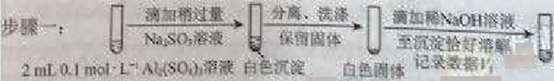 步骤一:
滴加稍过量
Na₂SO₃溶液
分离、洗涤
保留固体
滴加稀NaOH溶液
至沉淀恰好溶解
记录数据V₁
2 mL 0.1 mol·L⁻¹ Al₂(SO₄)₃溶液 白色沉淀 白色固体